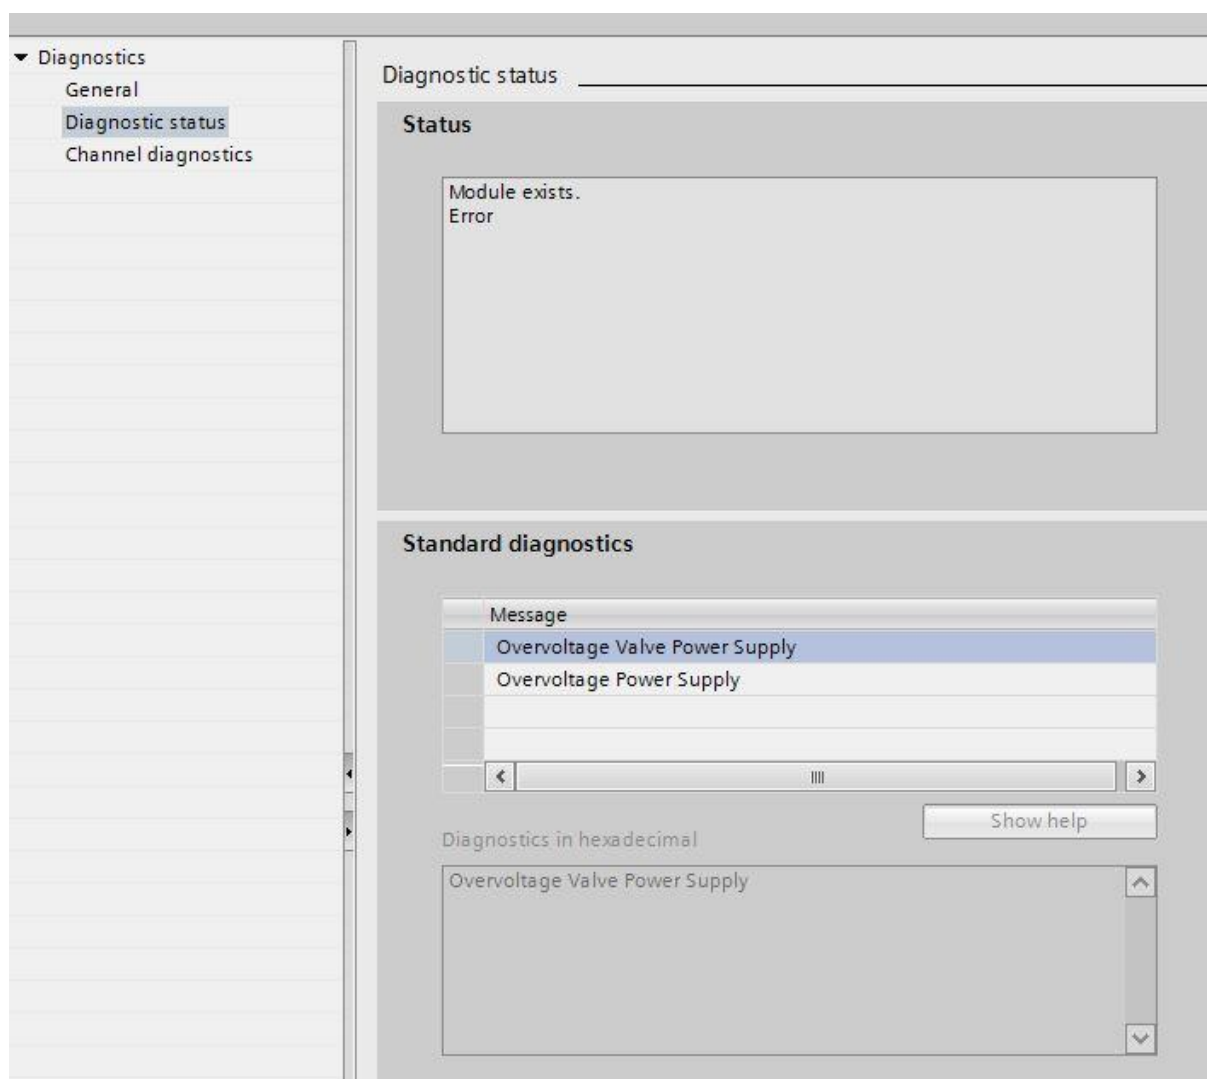 Diagnostics
General
Diagnostic status
Channel diagnostics
Diagnostic status
Status
Module exists.
Error
Standard diagnostics
Message
Overvoltage Valve Power Supply
Overvoltage Power Supply
Show help
Diagnostics in hexadecimal
Overvoltage Valve Power Supply